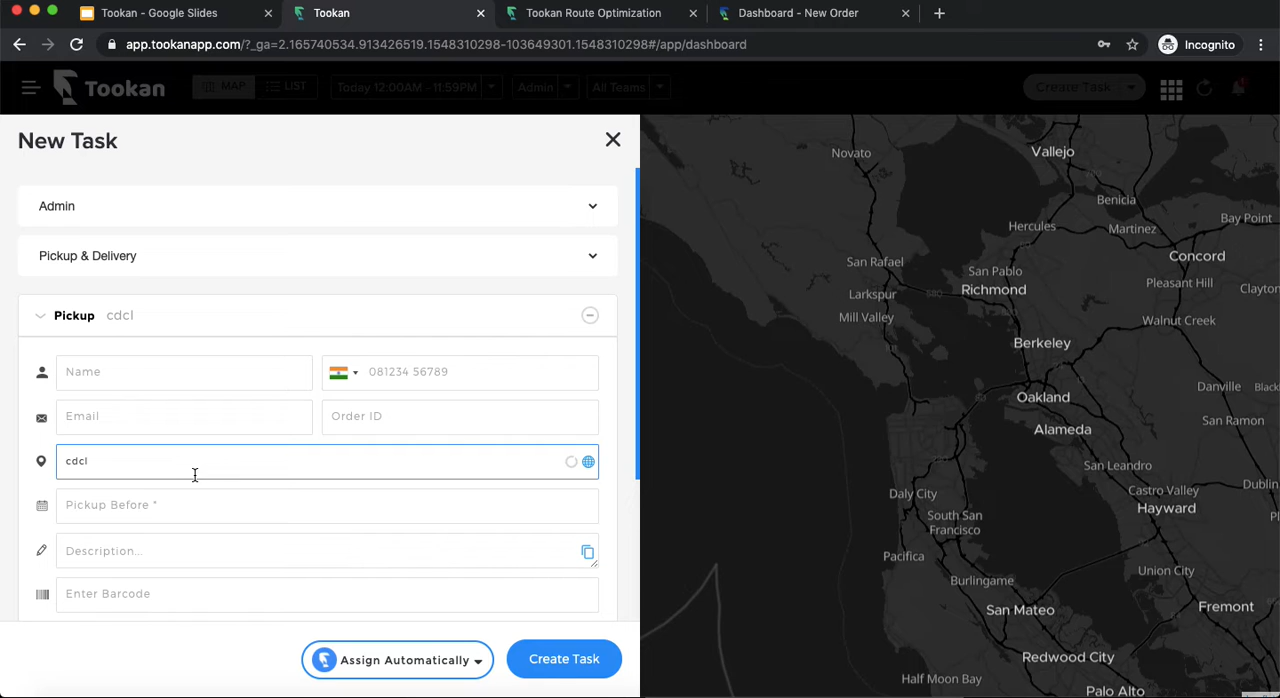 Tookan - Google Slides
Tookan
Tookan Route Optimization
Dashboard - New Order
app.tookanapp.com/?_ga=2.165740534.913426519.1548310298-103649301.1548310298#/app/dashboard
Incognito
Tookan
MAP
LIST
Today 12:00AM - 11:59PM
Admin
All Teams
Create Task
New Task
Admin
Pickup & Delivery
Pickup cdcl
Name
081234 56789
Email
Order ID
cdcl
Pickup Before *
Description...
Enter Barcode
Assign Automatically
Create Task
Novato
Vallejo
Benicia
Bay Point
Hercules
Martinez
San Rafael
San Pablo
Concord
Richmond
Pleasant Hill
Clayton
Larkspur
580
Mill Valley
Walnut Creek
Berkeley
Danville
Oakland
Alameda
San Ramon
San Leandro
Daly City
Castro Valley
Dublin
Hayward
South San
Francisco
Pacifica
Union City
Burlingame
San Mateo
Fremont
Redwood City
Half Moon Bay
Palo Alto